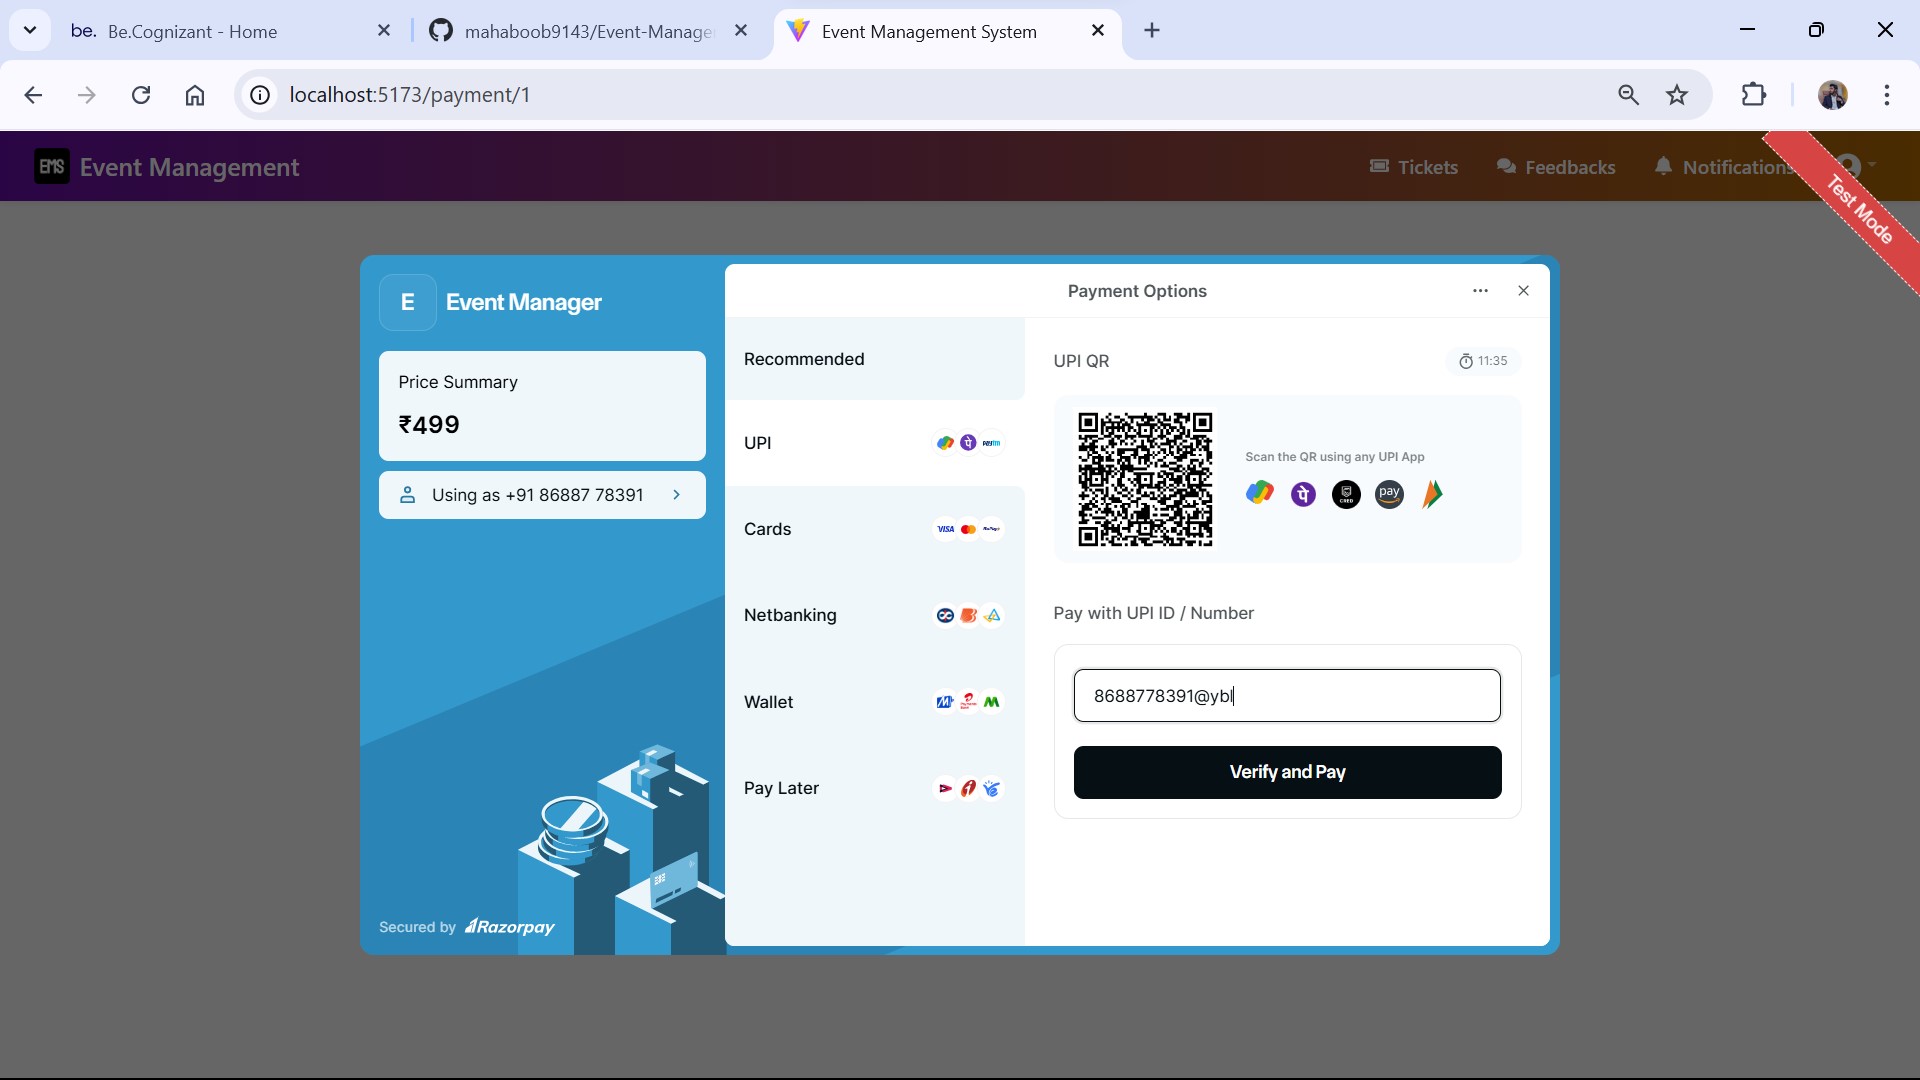 be. Be.Cognizant - Home
mahaboob9143/Event-Manage
Event Management System
localhost:5173/payment/1
EMS Event Management
Tickets
Feedbacks
Notifications
Test Mode
E Event Manager
Price Summary
₹499
Using as +91 86887 78391
Secured by Razorpay
Payment Options
Recommended
UPI
Cards
VISA
Netbanking
Wallet
Pay Later
UPI QR
11:35
Scan the QR using any UPI App
पे
CRED
pay
Pay with UPI ID / Number
8688778391@ybl
Verify and Pay